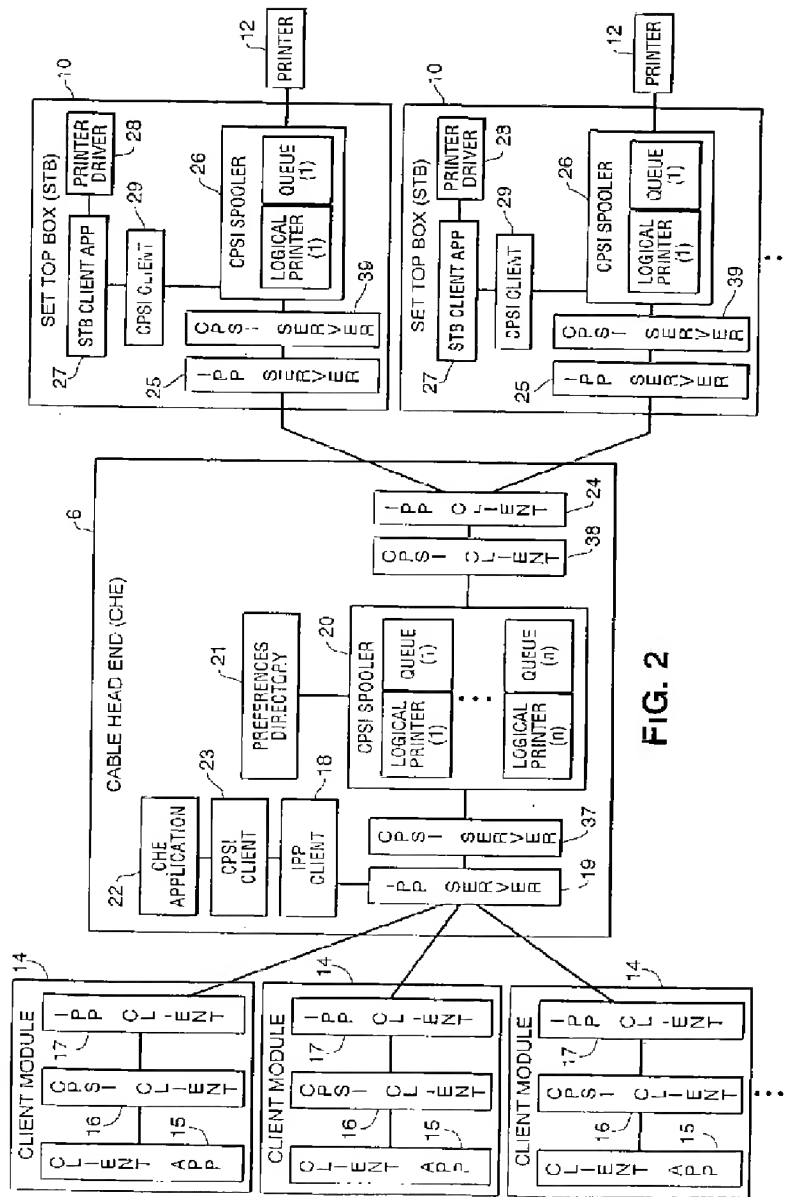 CLIENT MODULE
14
CLIENT APP
15
CPSI CLIENT
16
IPP CLIENT
17
CLIENT MODULE
14
CLIENT APP
15
CPSI CLIENT
16
IPP CLIENT
17
CLIENT MODULE
14
CLIENT APP
15
CPSI CLIENT
16
IPP CLIENT
17
CABLE HEAD END (CHE)
6
22
CHE APPLICATION
23
CPSI CLIENT
18
IPP CLIENT
IPP SERVER
19
CPSI SERVER
37
21
PREFERENCES DIRECTORY
20
CPSI SPOOLER
LOGICAL PRINTER (1)
QUEUE (1)
LOGICAL PRINTER (n)
QUEUE (n)
CPSI CLIENT
38
IPP CLIENT
24
SET TOP BOX (STB)
10
27
STB CLIENT APP
PRINTER DRIVER
28
29
CPSI CLIENT
25
IPP SERVER
CPSI SERVER
39
26
CPSI SPOOLER
LOGICAL PRINTER (1)
QUEUE (1)
12
PRINTER
SET TOP BOX (STB)
10
27
STB CLIENT APP
PRINTER DRIVER
28
29
CPSI CLIENT
25
IPP SERVER
CPSI SERVER
39
26
CPSI SPOOLER
LOGICAL PRINTER (1)
QUEUE (1)
12
PRINTER
FIG. 2